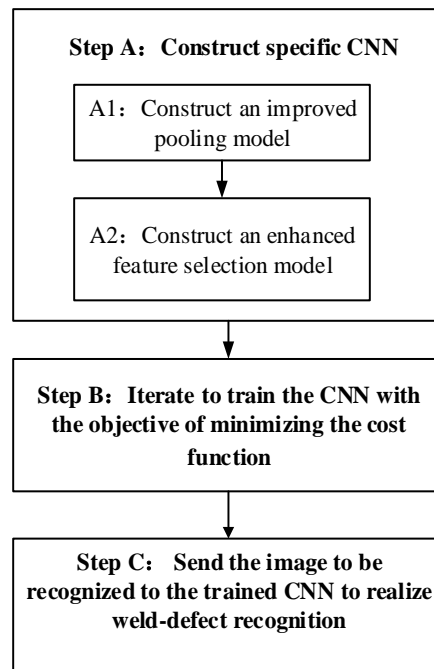 Step A：Construct specific CNN
A1：Construct an improved
pooling model
A2：Construct an enhanced
feature selection model
Step B：Iterate to train the CNN with
the objective of minimizing the cost
function
Step C： Send the image to be
recognized to the trained CNN to realize
weld-defect recognition